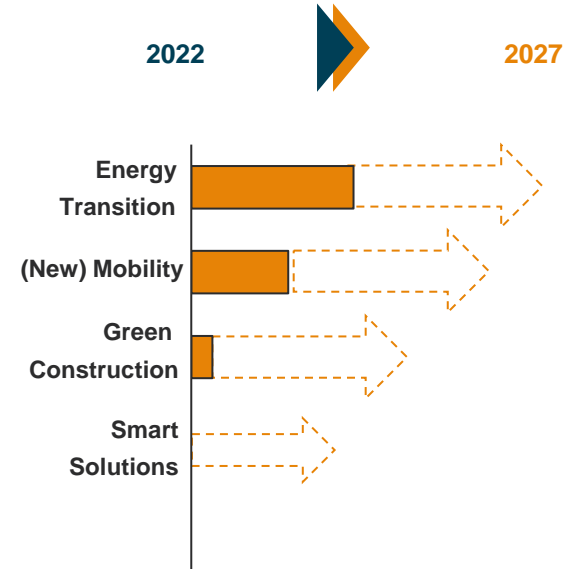 2022
2027
Energy
Transition
(New) Mobility
Green
Construction
Smart
Solutions